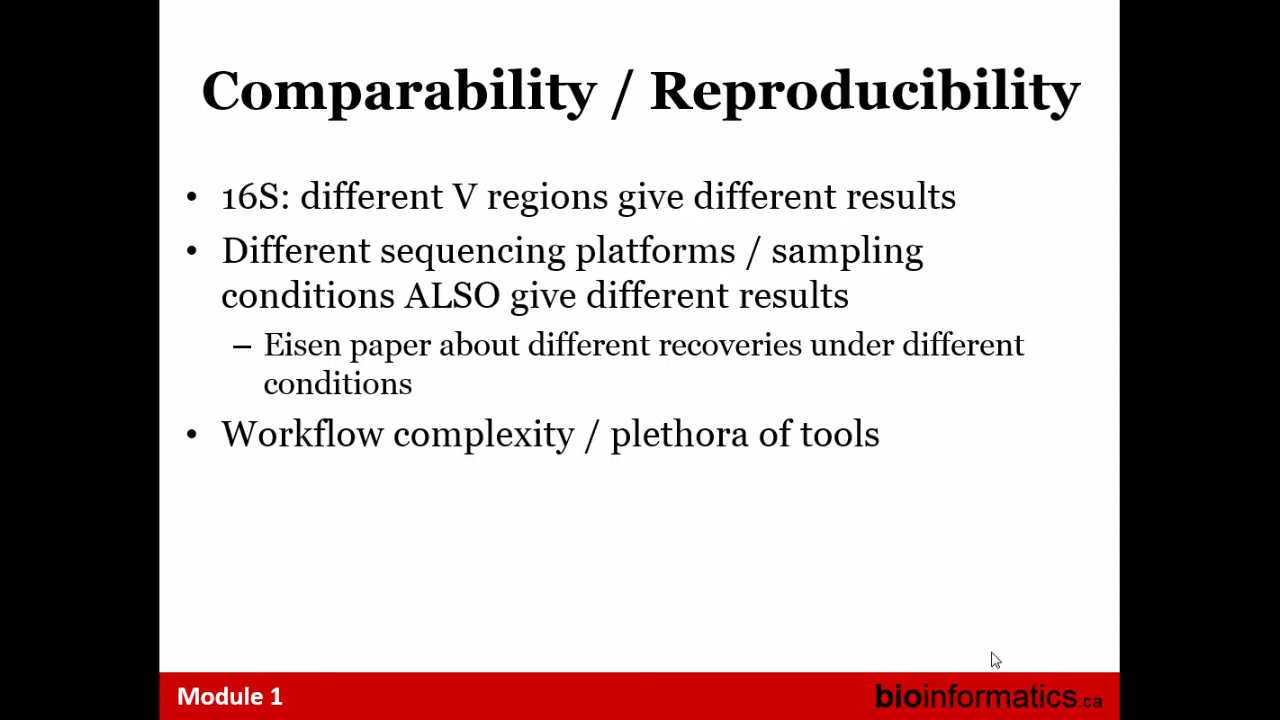 Comparability / Reproducibility
• 16S: different V regions give different results
• Different sequencing platforms / sampling
conditions ALSO give different results
– Eisen paper about different recoveries under different
conditions
• Workflow complexity / plethora of tools
Module 1
bioinformatics.ca